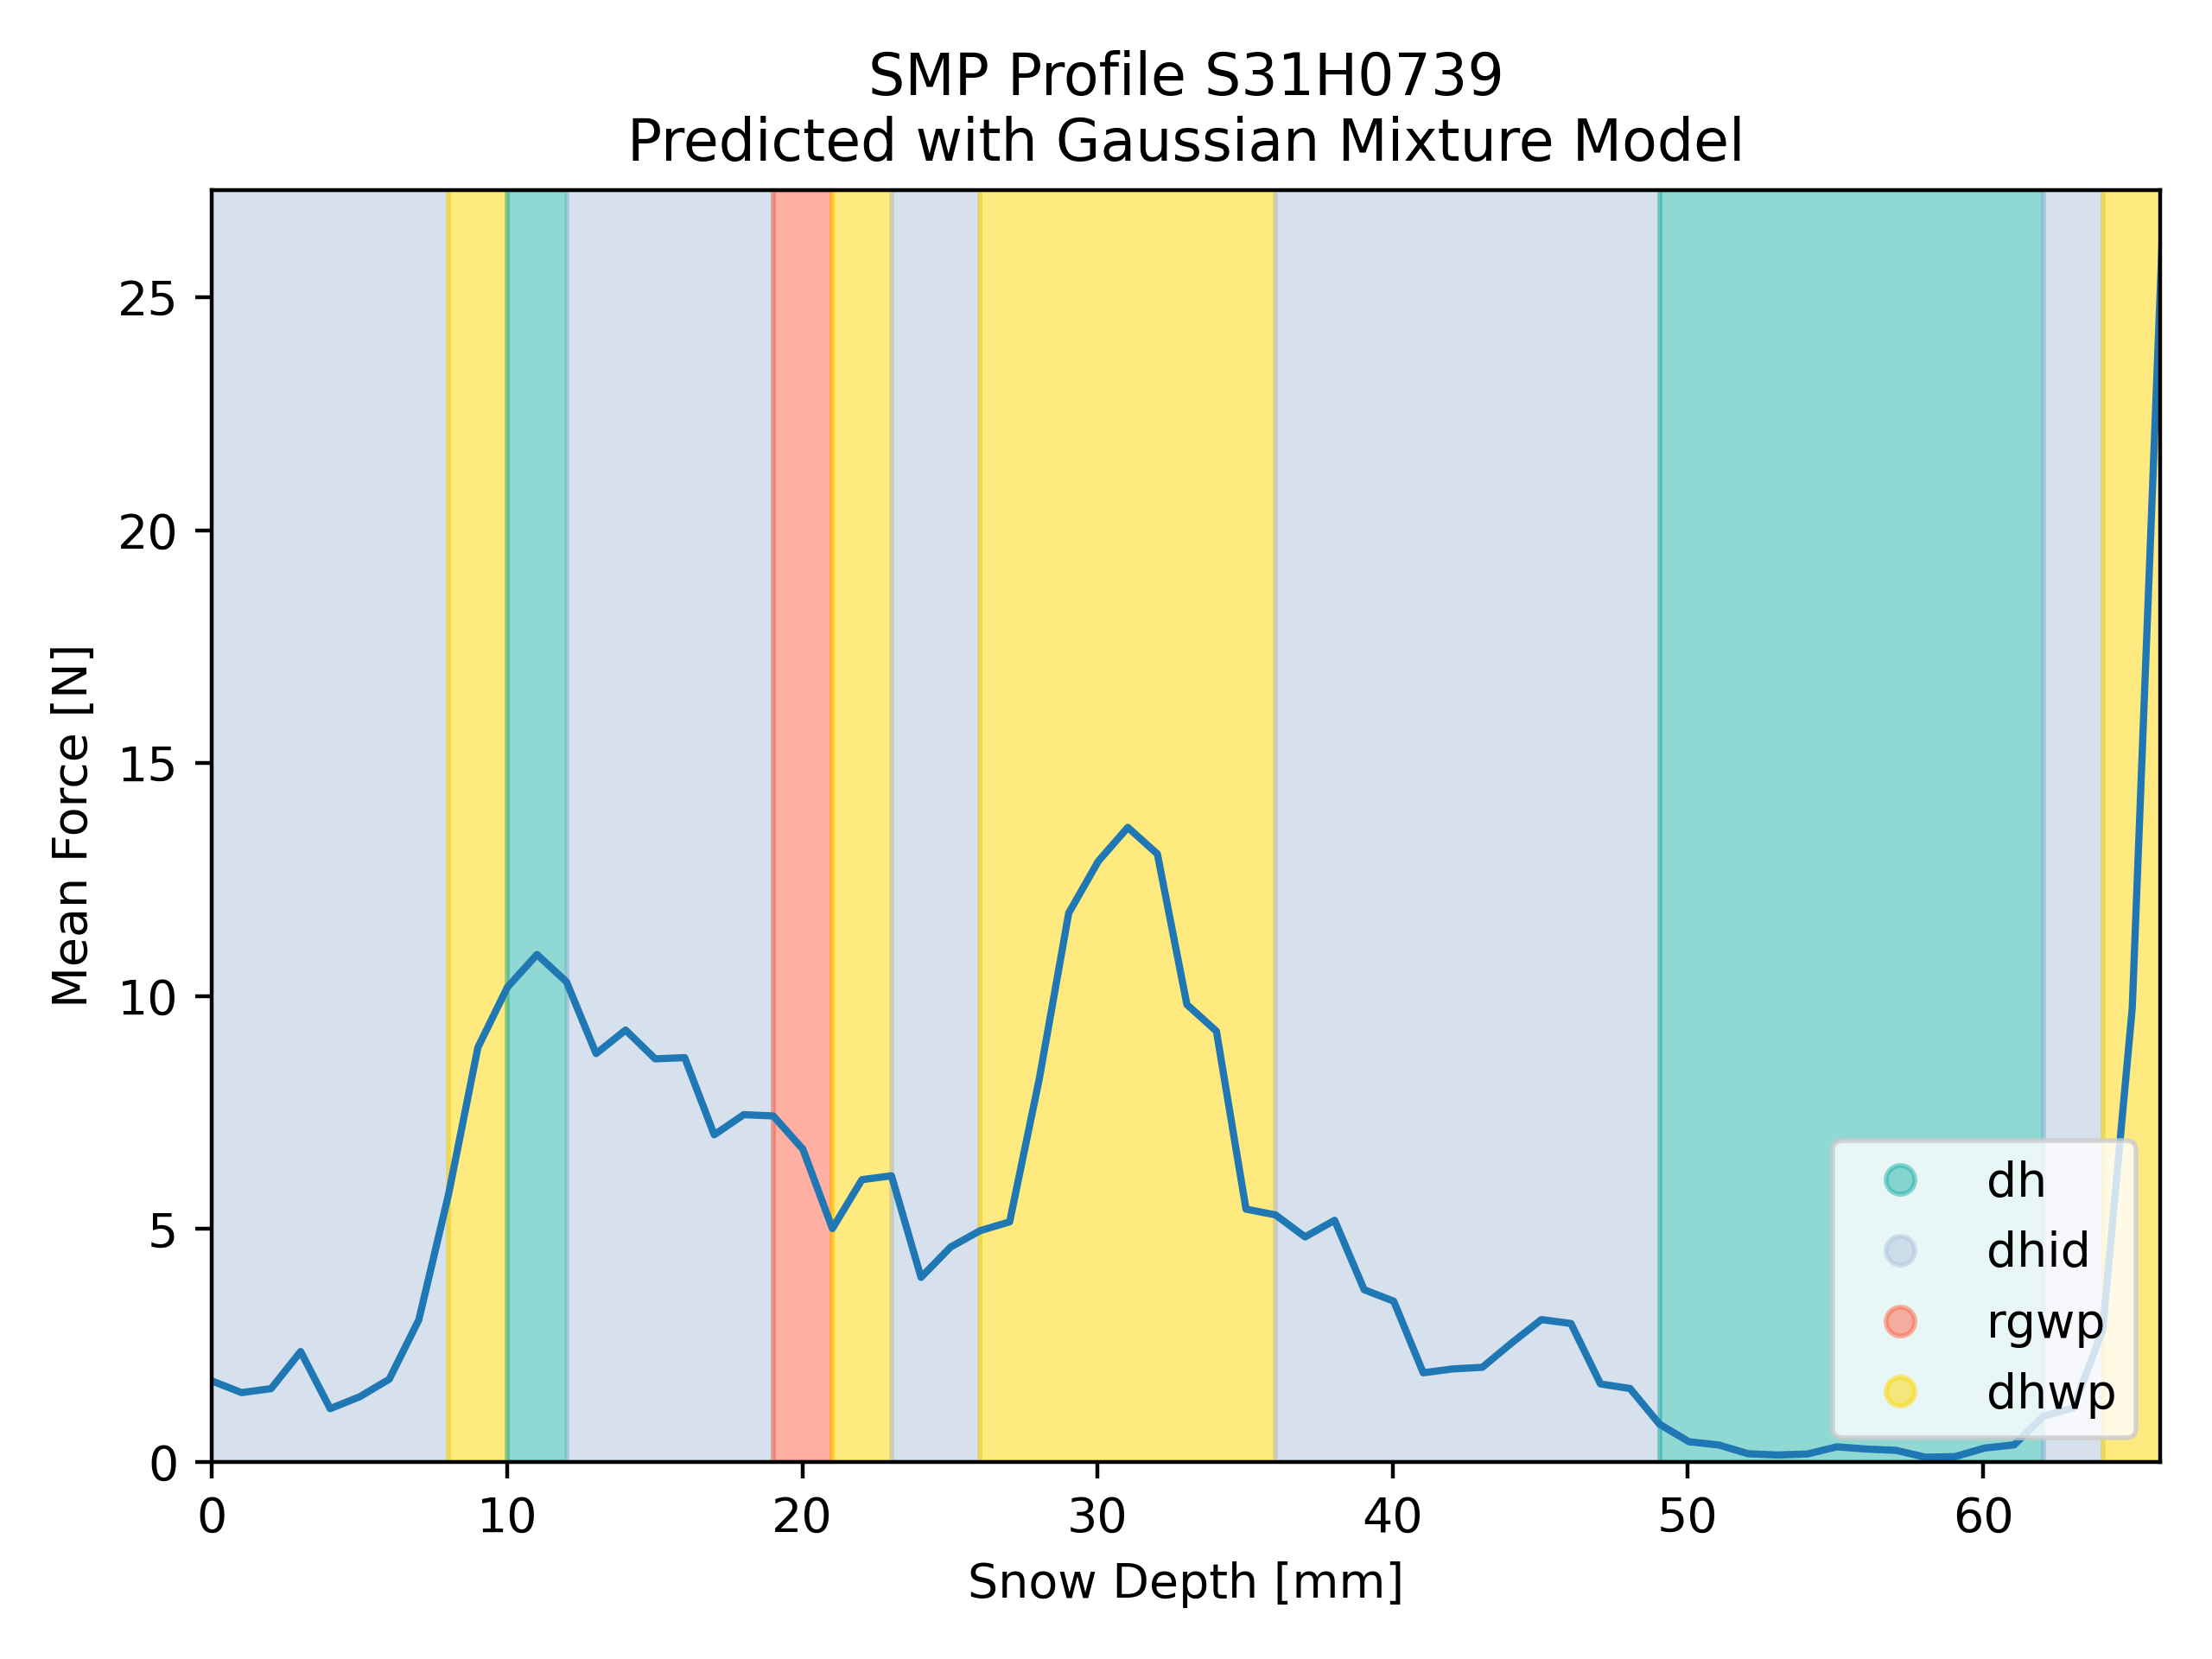 SMP Profile S31H0739
Predicted with Gaussian Mixture Model
Mean Force [N]
25
20
15
10
5
0
0 10 20 30 40 50 60
Snow Depth [mm]
dh
dhid
rgwp
dhwp